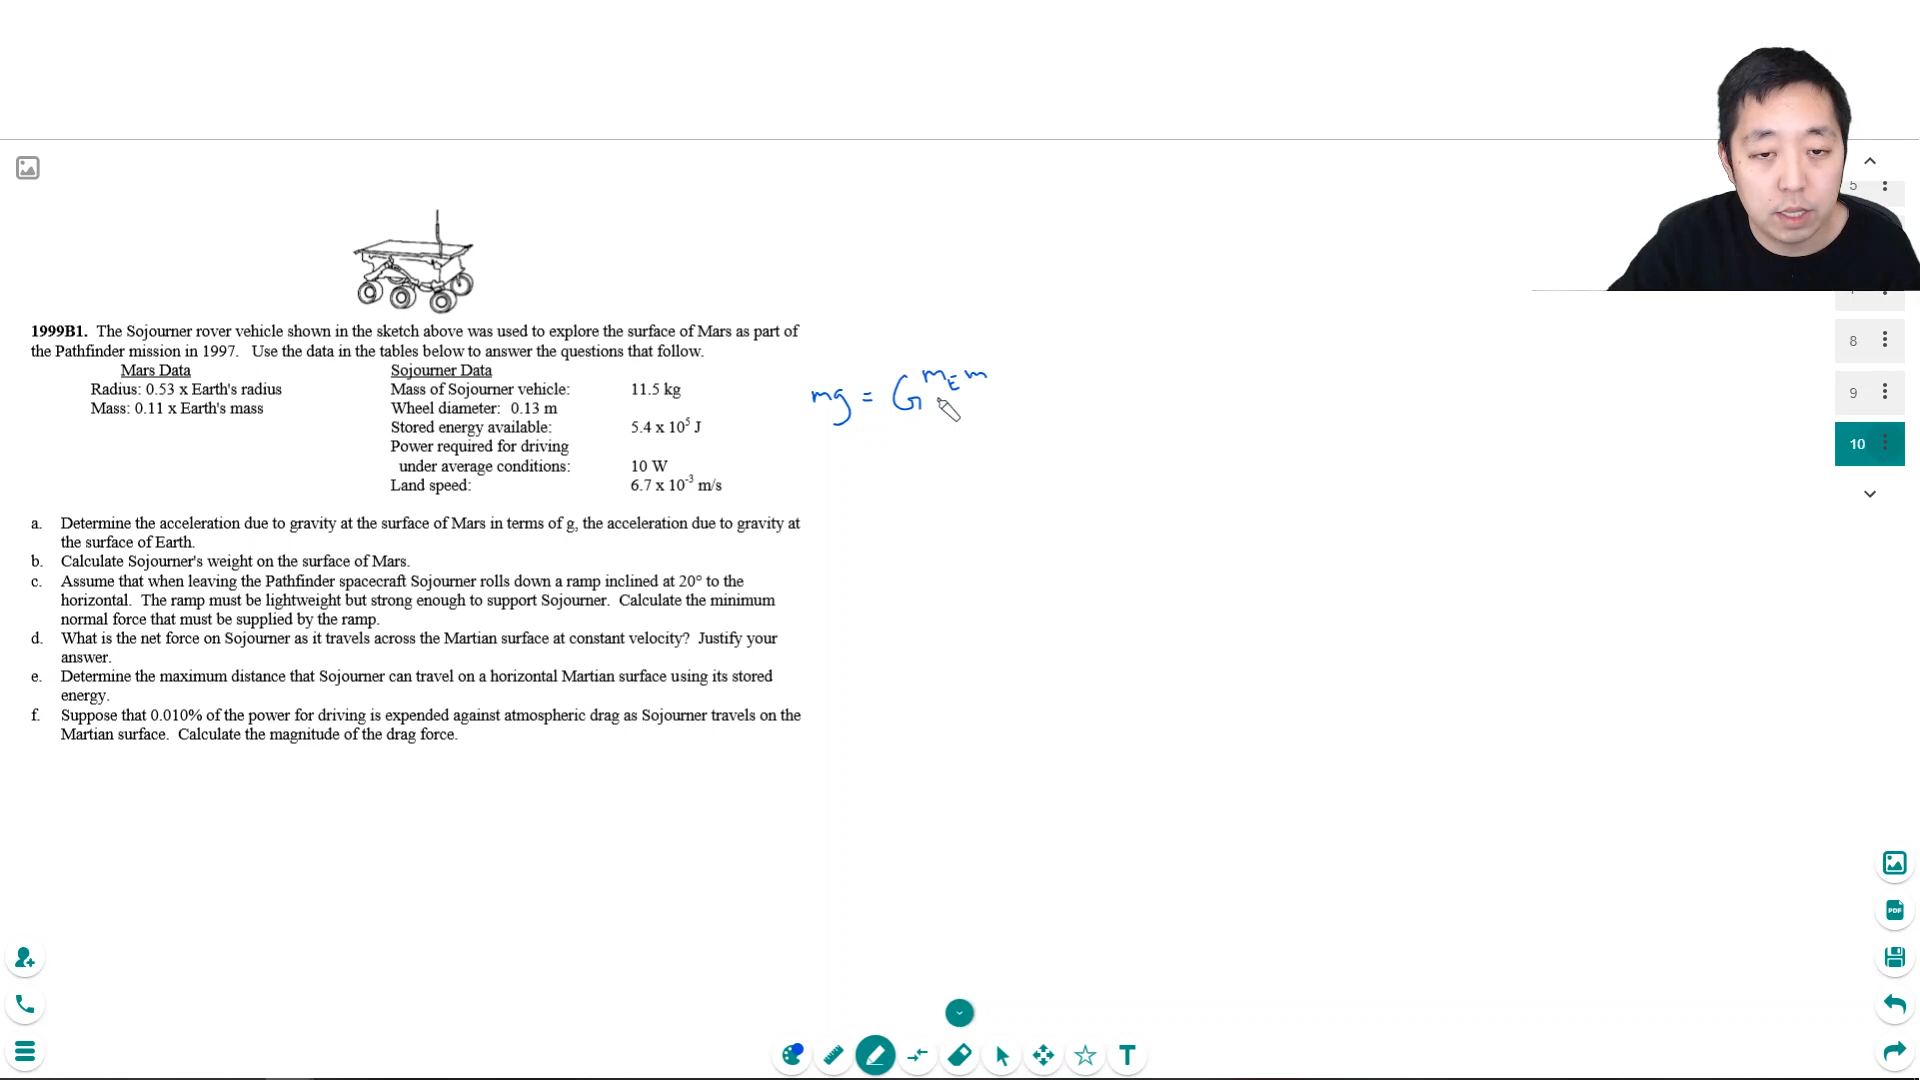 1999B1. The Sojourner rover vehicle shown in the sketch above was used to explore the surface of Mars as part of
the Pathfinder mission in 1997. Use the data in the tables below to answer the questions that follow.
Mars Data
Radius: 0.53 x Earth's radius
Mass: 0.11 x Earth's mass
Sojourner Data
Mass of Sojourner vehicle: 11.5 kg
Wheel diameter: 0.13 m
Stored energy available: 5.4 x 10⁵ J
Power required for driving
under average conditions: 10 W
Land speed: 6.7 x 10⁻³ m/s
mg = G m_E m
a. Determine the acceleration due to gravity at the surface of Mars in terms of g, the acceleration due to gravity at
the surface of Earth.
b. Calculate Sojourner's weight on the surface of Mars.
c. Assume that when leaving the Pathfinder spacecraft Sojourner rolls down a ramp inclined at 20° to the
horizontal. The ramp must be lightweight but strong enough to support Sojourner. Calculate the minimum
normal force that must be supplied by the ramp.
d. What is the net force on Sojourner as it travels across the Martian surface at constant velocity? Justify your
answer.
e. Determine the maximum distance that Sojourner can travel on a horizontal Martian surface using its stored
energy.
f. Suppose that 0.010% of the power for driving is expended against atmospheric drag as Sojourner travels on the
Martian surface. Calculate the magnitude of the drag force.
5
8
9
10
PDF
T